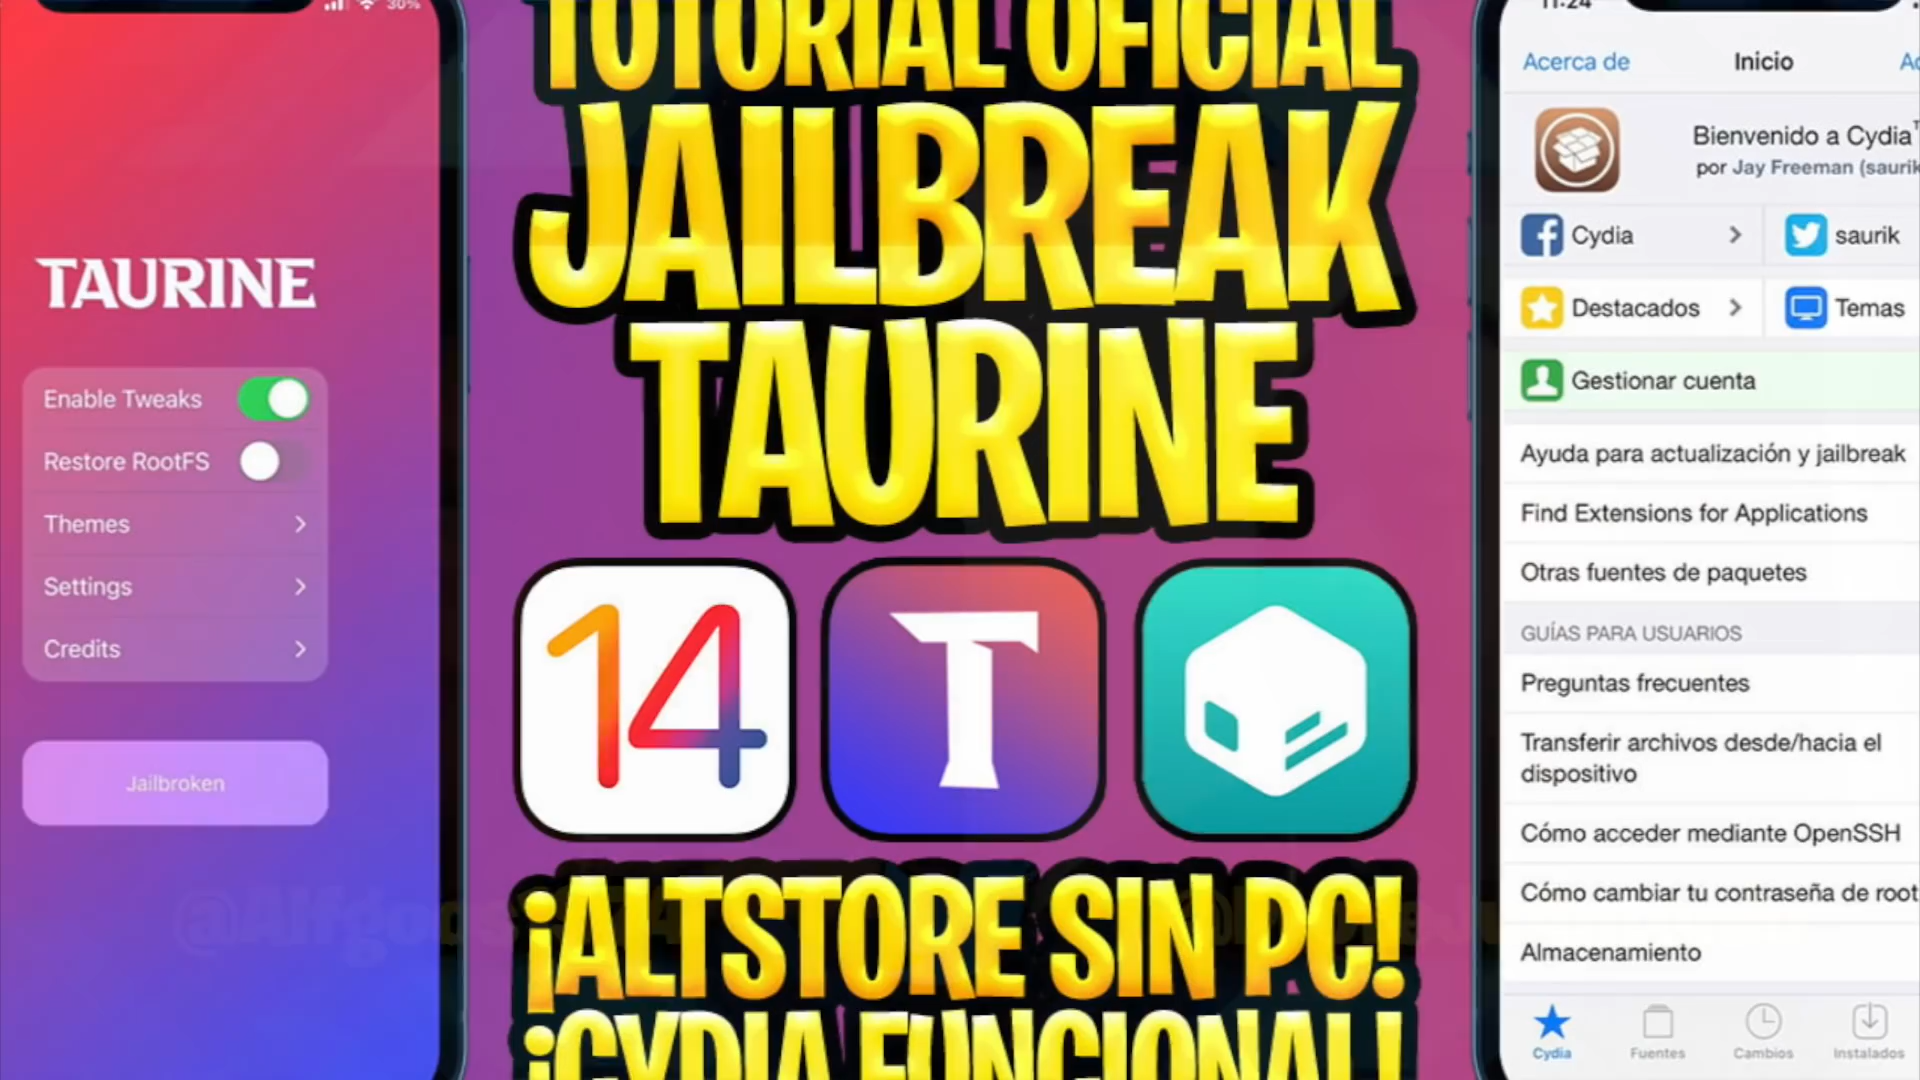 30%
TAURINE
Enable Tweaks
Restore RootFS
Themes
Settings
Credits
Jailbroken
TUTORIAL OFICIAL
JAILBREAK
TAURINE
14
T
¡ALTSTORE SIN PC!
¡CYDIA FUNCIONAL!
11:24
Acerca de Inicio
Bienvenido a Cydia
por Jay Freeman (saurik
Cydia saurik
Destacados Temas
Gestionar cuenta
Ayuda para actualización y jailbreak
Find Extensions for Applications
Otras fuentes de paquetes
GUÍAS PARA USUARIOS
Preguntas frecuentes
Transferir archivos desde/hacia el
dispositivo
Cómo acceder mediante OpenSSH
Cómo cambiar tu contraseña de root
Almacenamiento
Cydia Fuentes Cambios Instalados